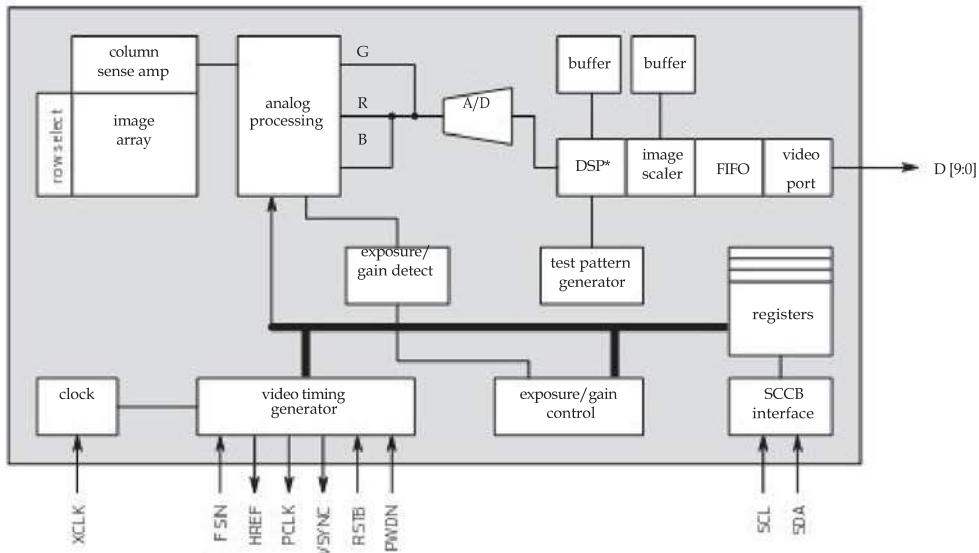 column
sense amp
row select
image
array
analog
processing
G
R
B
A/D
buffer
buffer
DSP*
image
scaler
FIFO
video
port
D [9:0]
exposure/
gain detect
test pattern
generator
registers
clock
video timing
generator
exposure/gain
control
SCCB
interface
XCLK
FSIN
HREF
PCLK
VSYNC
RSTB
PWDN
SCL
SDA